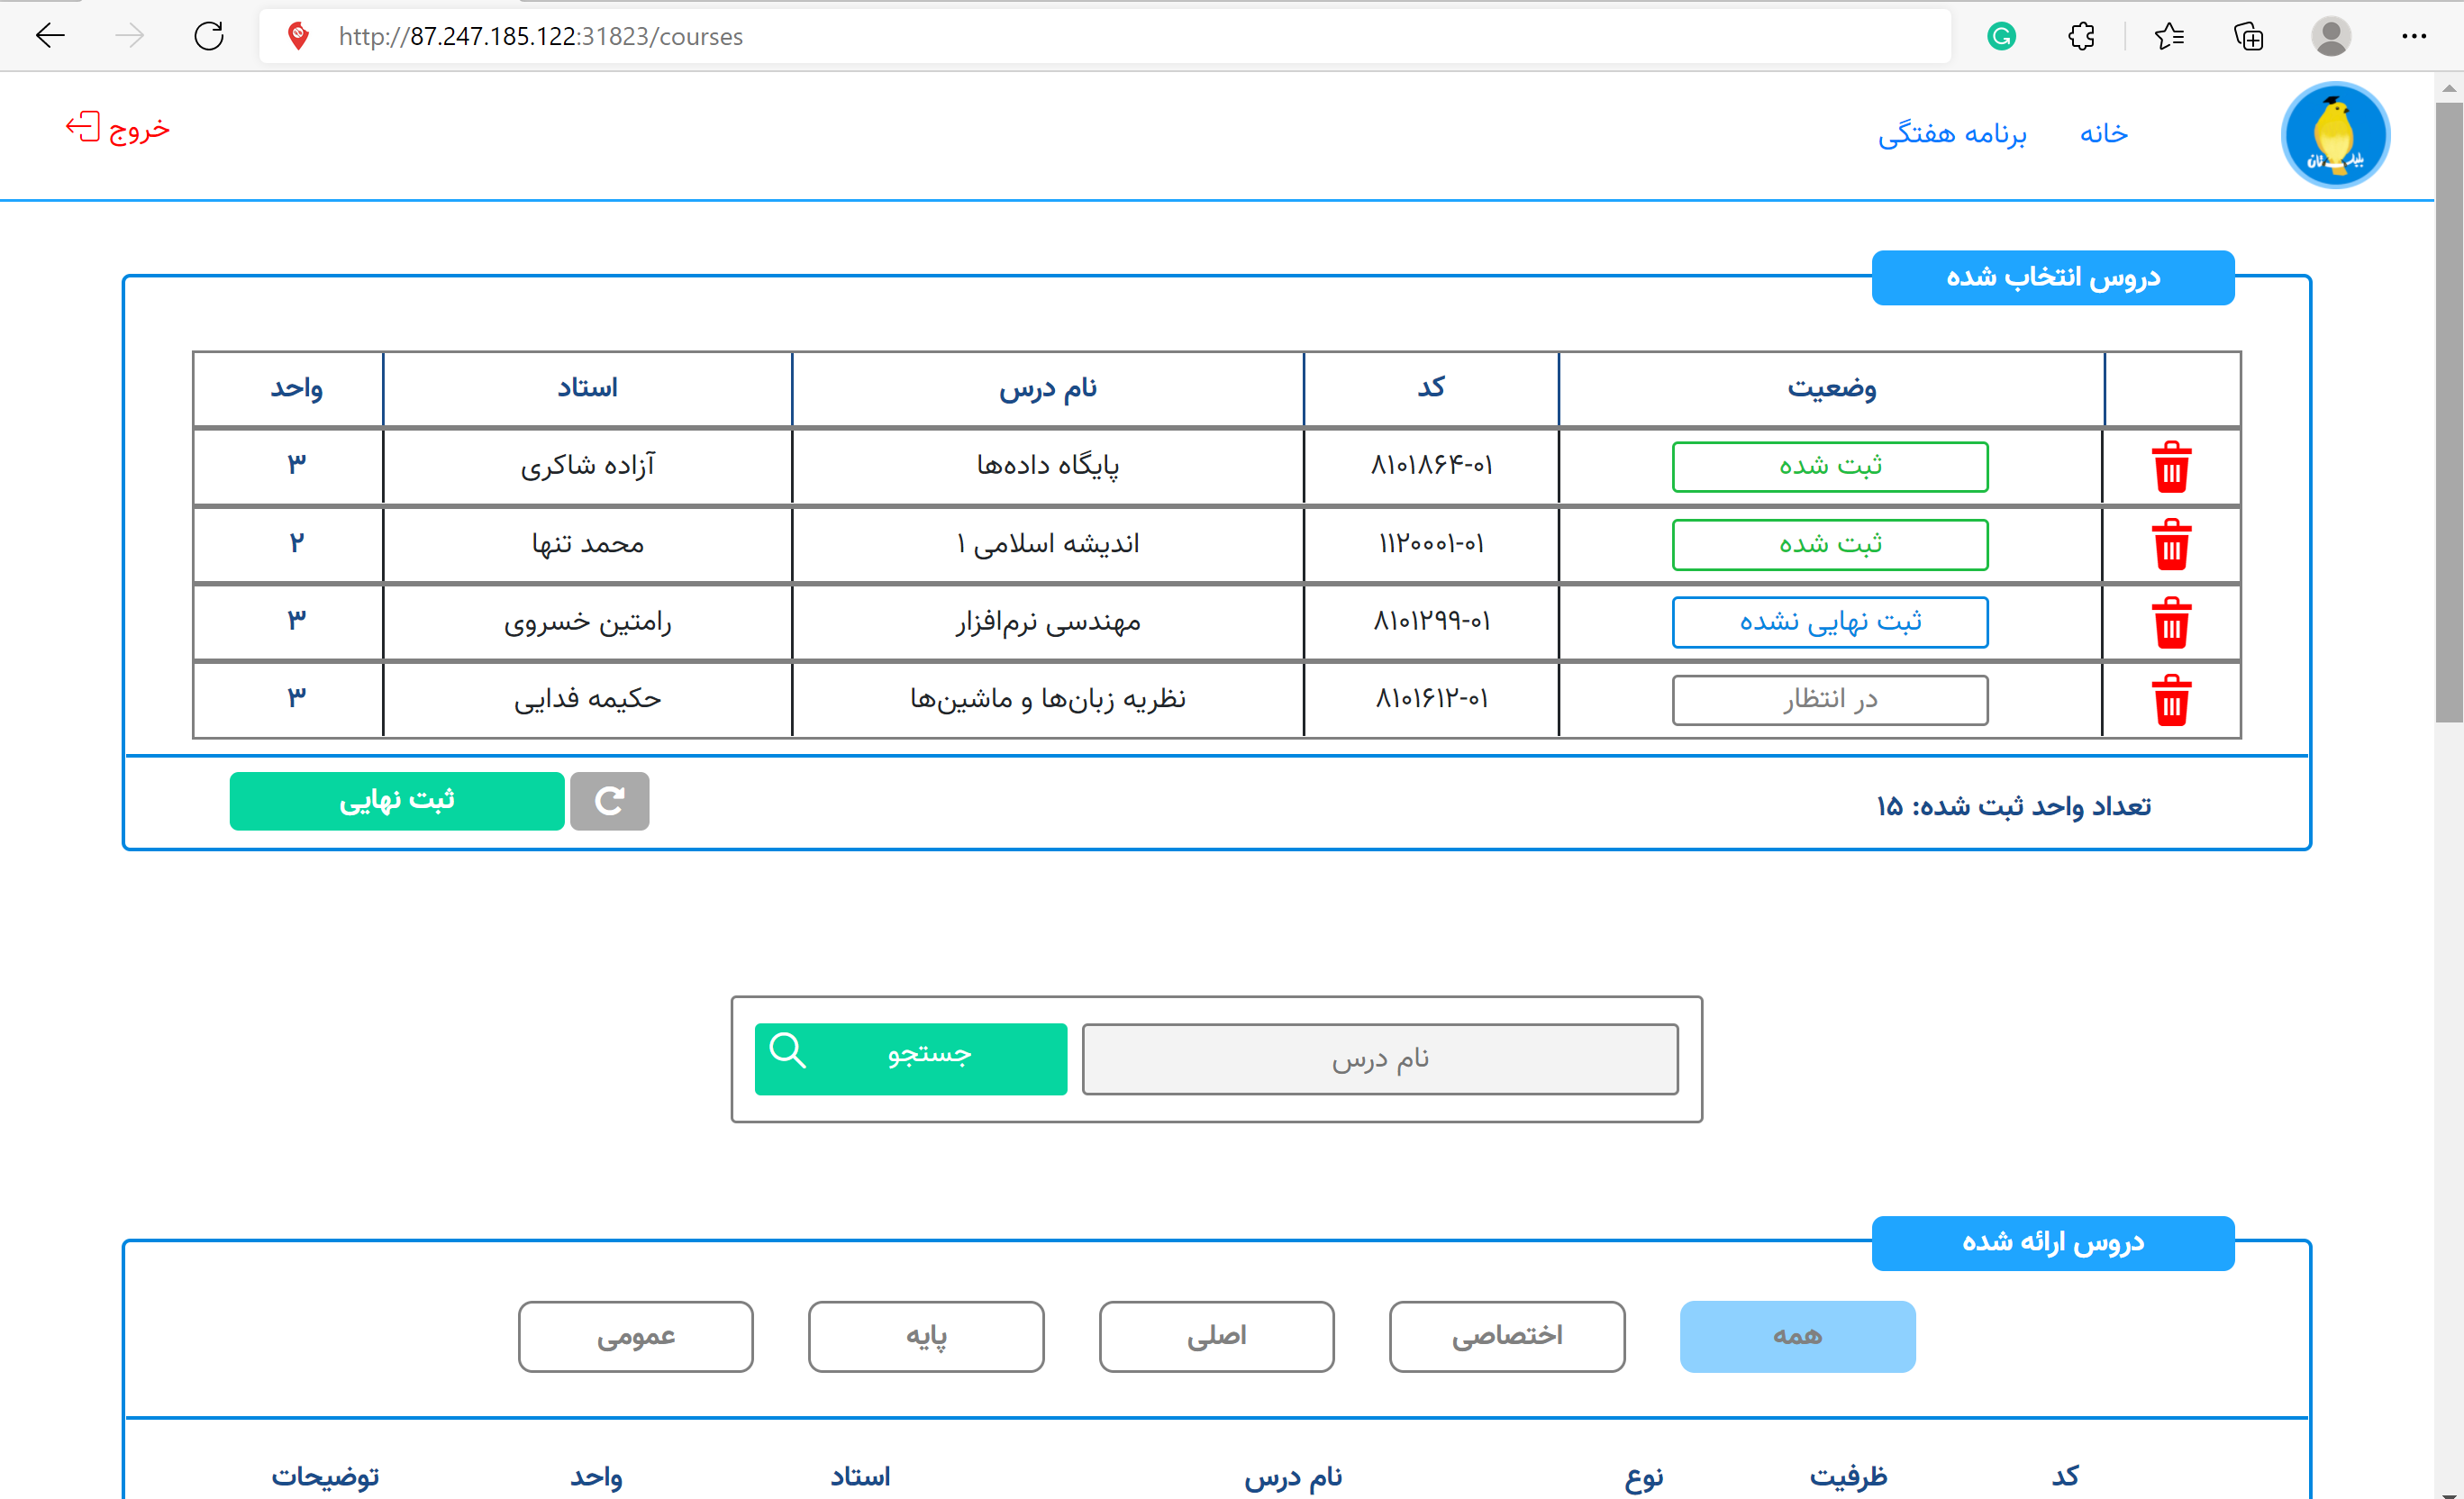 http://87.247.185.122:31823/courses
خانه برنامه هفتگی خروج
دروس انتخاب شده
وضعیت کد نام درس استاد واحد
ثبت شده ۸۱۰۱۸۶۴-۰۱ پایگاه داده‌ها آزاده شاکری ۳
ثبت شده ۱۱۲۰۰۰۱-۰۱ اندیشه اسلامی ۱ محمد تنها ۲
ثبت نهایی نشده ۸۱۰۱۲۹۹-۰۱ مهندسی نرم‌افزار رامتین خسروی ۳
در انتظار ۸۱۰۱۶۱۲-۰۱ نظریه زبان‌ها و ماشین‌ها حکیمه فدایی ۳
تعداد واحد ثبت شده: ۱۵ ثبت نهایی
نام درس جستجو
دروس ارائه شده
همه اختصاصی اصلی پایه عمومی
کد ظرفیت نوع نام درس استاد واحد توضیحات